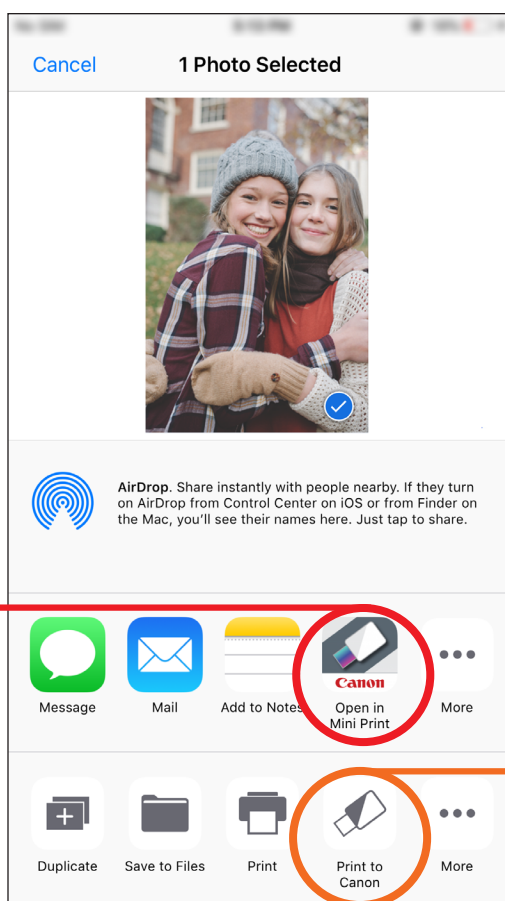 Cancel
1 Photo Selected
AirDrop. Share instantly with people nearby. If they turn
on AirDrop from Control Center on iOS or from Finder on
the Mac, you’ll see their names here. Just tap to share.
Canon
Message
Mail
Add to Notes
Open in
Mini Print
More
Duplicate
Save to Files
Print
Print to
Canon
More